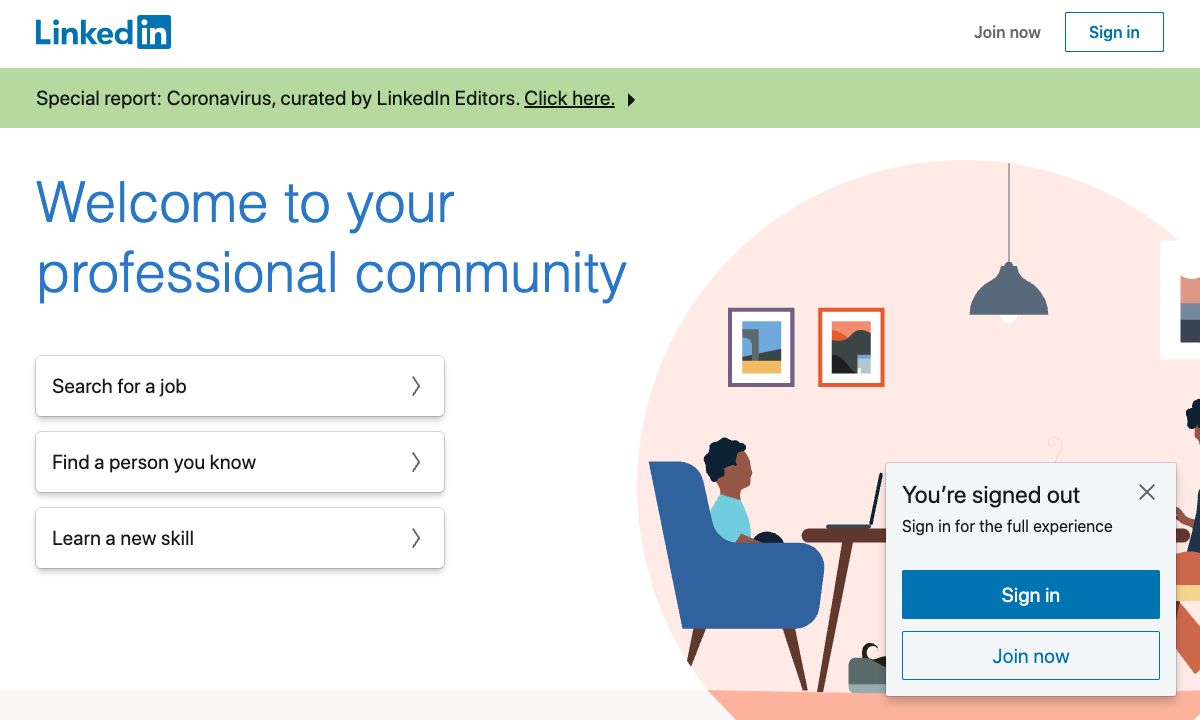 LinkedIn
Join now
Sign in
Special report: Coronavirus, curated by LinkedIn Editors. Click here.
Welcome to your
professional community
Search for a job
Find a person you know
Learn a new skill
You’re signed out
Sign in for the full experience
Sign in
Join now